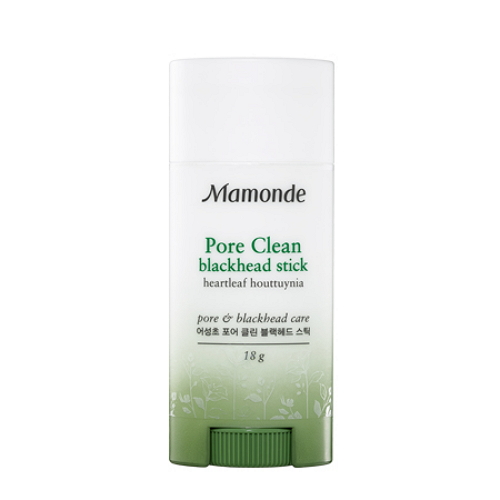 Mamonde
Pore Clean
blackhead stick
heartleaf houttuynia
pore & blackhead care
어성초 포어 클린 블랙헤드 스틱
18 g